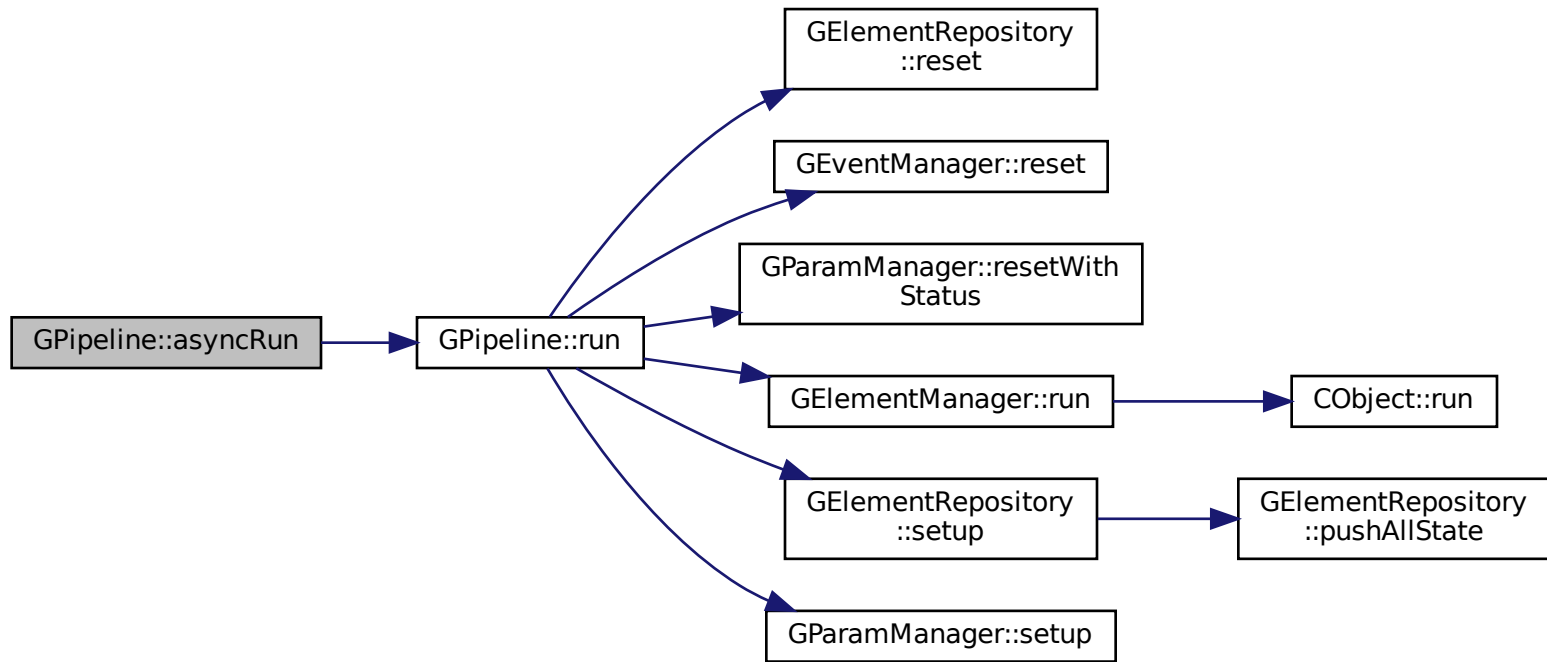 GElementRepository
::reset
GEventManager::reset
GParamManager::resetWith
Status
GPipeline::asyncRun
GPipeline::run
GElementManager::run
CObject::run
GElementRepository
::setup
GElementRepository
::pushAllState
GParamManager::setup